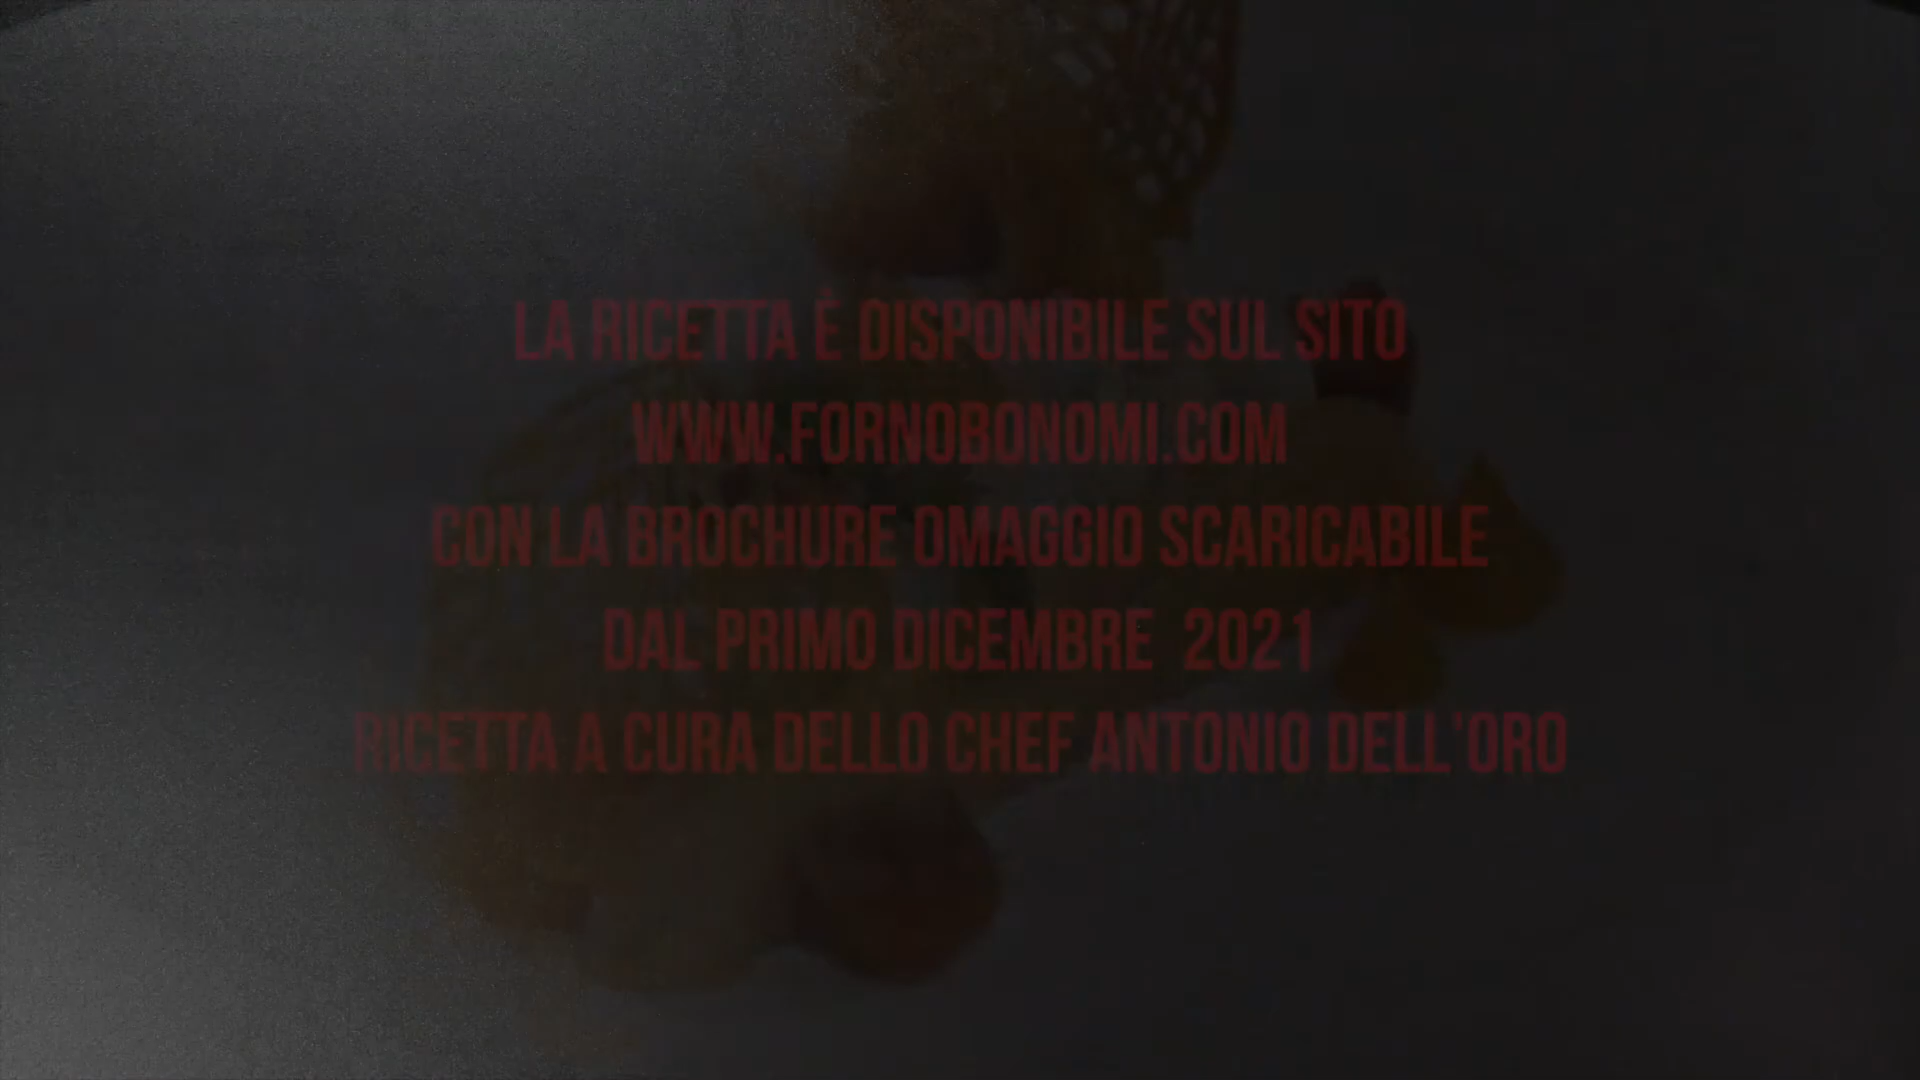 LA RICETTA È DISPONIBILE SUL SITO
WWW.FORNOBONOMI.COM
CON LA BROCHURE OMAGGIO SCARICABILE
DAL PRIMO DICEMBRE 2021
RICETTA A CURA DELLO CHEF ANTONIO DELL'ORO